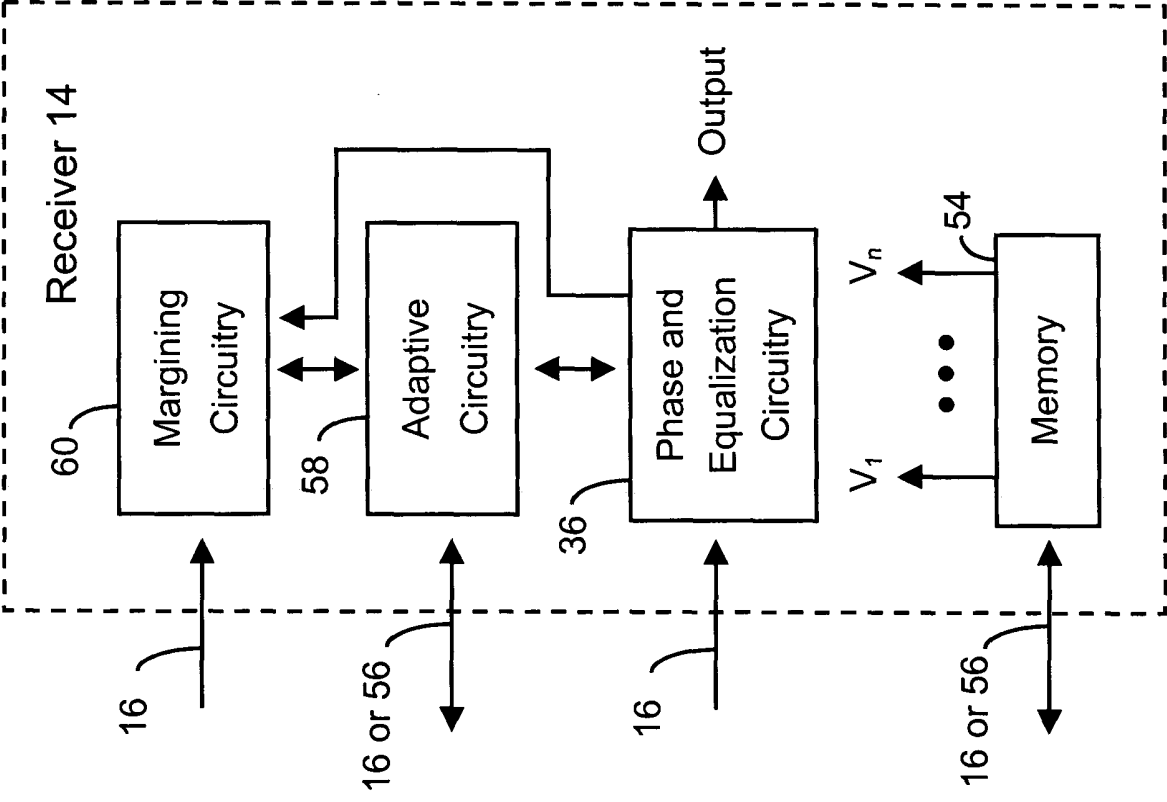 Receiver 14
60
Margining
Circuitry
16
58
Adaptive
Circuitry
16 or 56
36
Phase and
Equalization
Circuitry
Output
16
V1
Vn
54
Memory
16 or 56